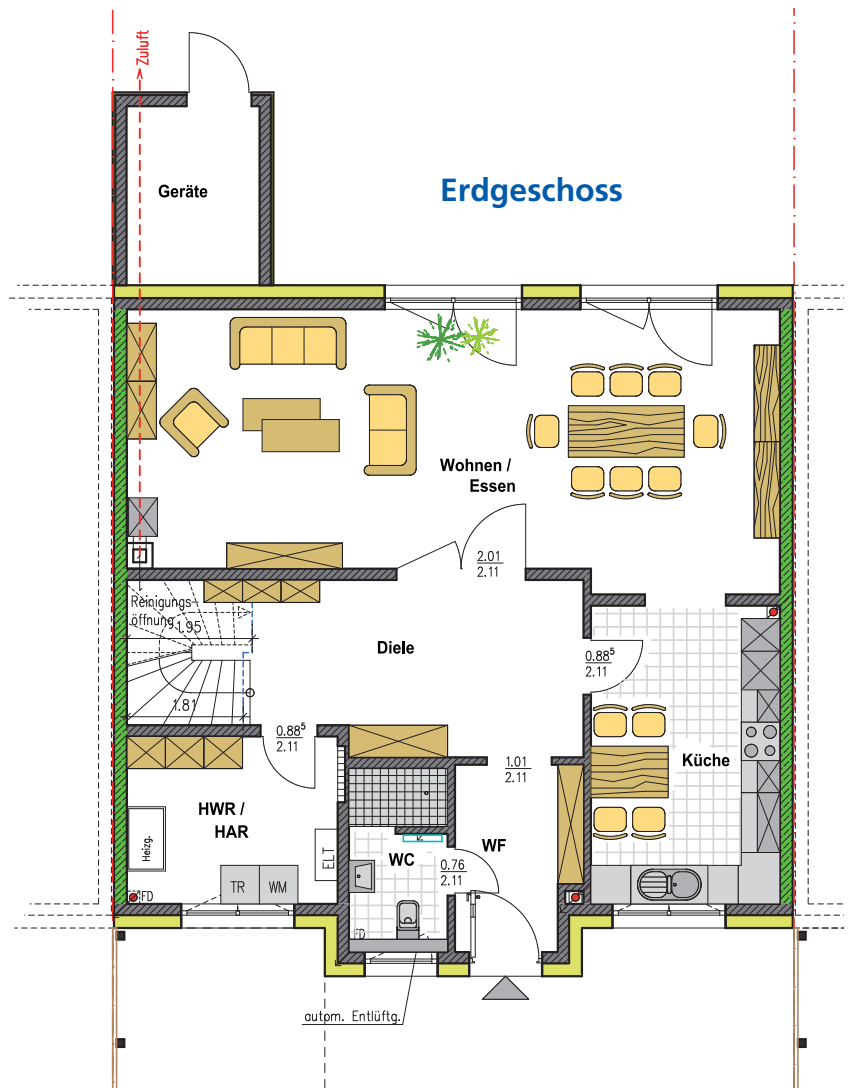 Zuluft
Geräte
Erdgeschoss
Wohnen /
Essen
2.01
2.11
Reinigungs-
öffnung
1.95
1.81
Diele
0.88⁵
2.11
0.88⁵
2.11
1.01
2.11
Küche
HWR /
HAR
Heizg.
ELT
TR
WM
FD
WC
WF
0.76
2.11
FD
autom. Entlüftg.